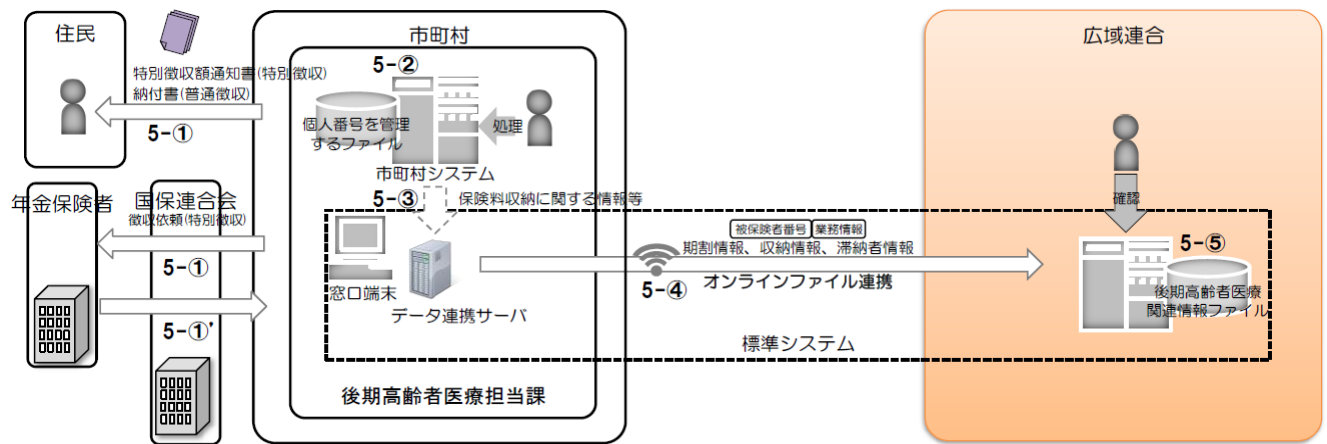 住民
特別徴収額通知書(特別徴収)
納付書(普通徴収)
5-①
年金保険者
国保連合会
徴収依頼(特別徴収)
5-①
5-①'
市町村
5-②
個人番号を管理
するファイル
処理
市町村システム
5-③
保険料収納に関する情報等
窓口端末
データ連携サーバ
後期高齢者医療担当課
被保険者番号 業務情報
期割情報、収納情報、滞納者情報
5-④
オンラインファイル連携
標準システム
広域連合
確認
5-⑤
後期高齢者医療
関連情報ファイル